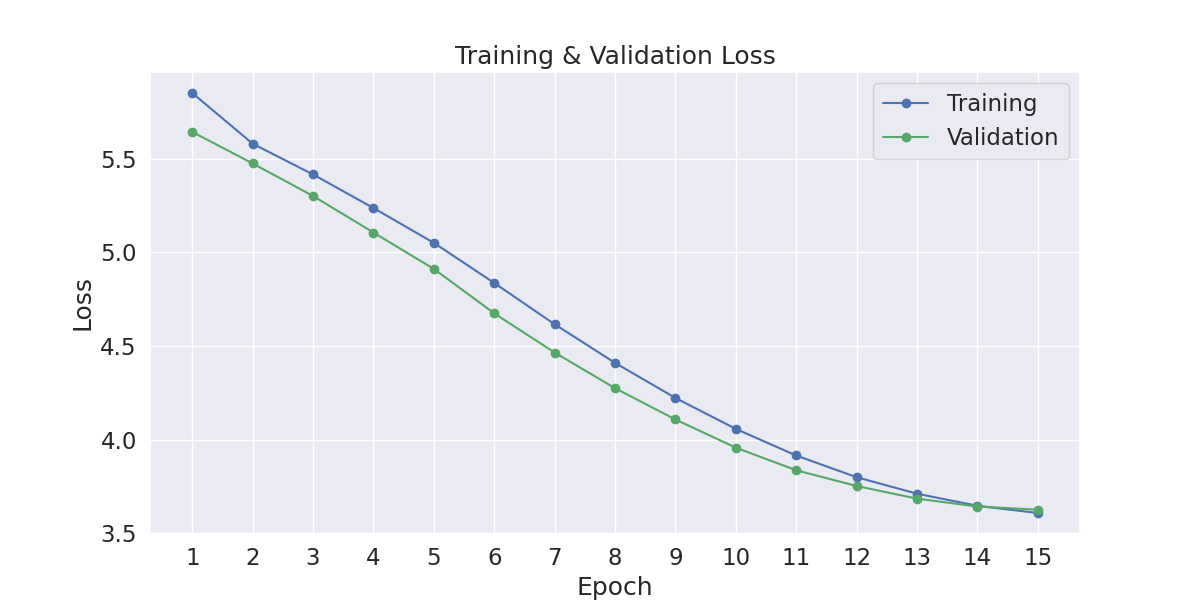 Training & Validation Loss
Training
Validation
Loss
5.5
5.0
4.5
4.0
3.5
1 2 3 4 5 6 7 8 9 10 11 12 13 14 15
Epoch